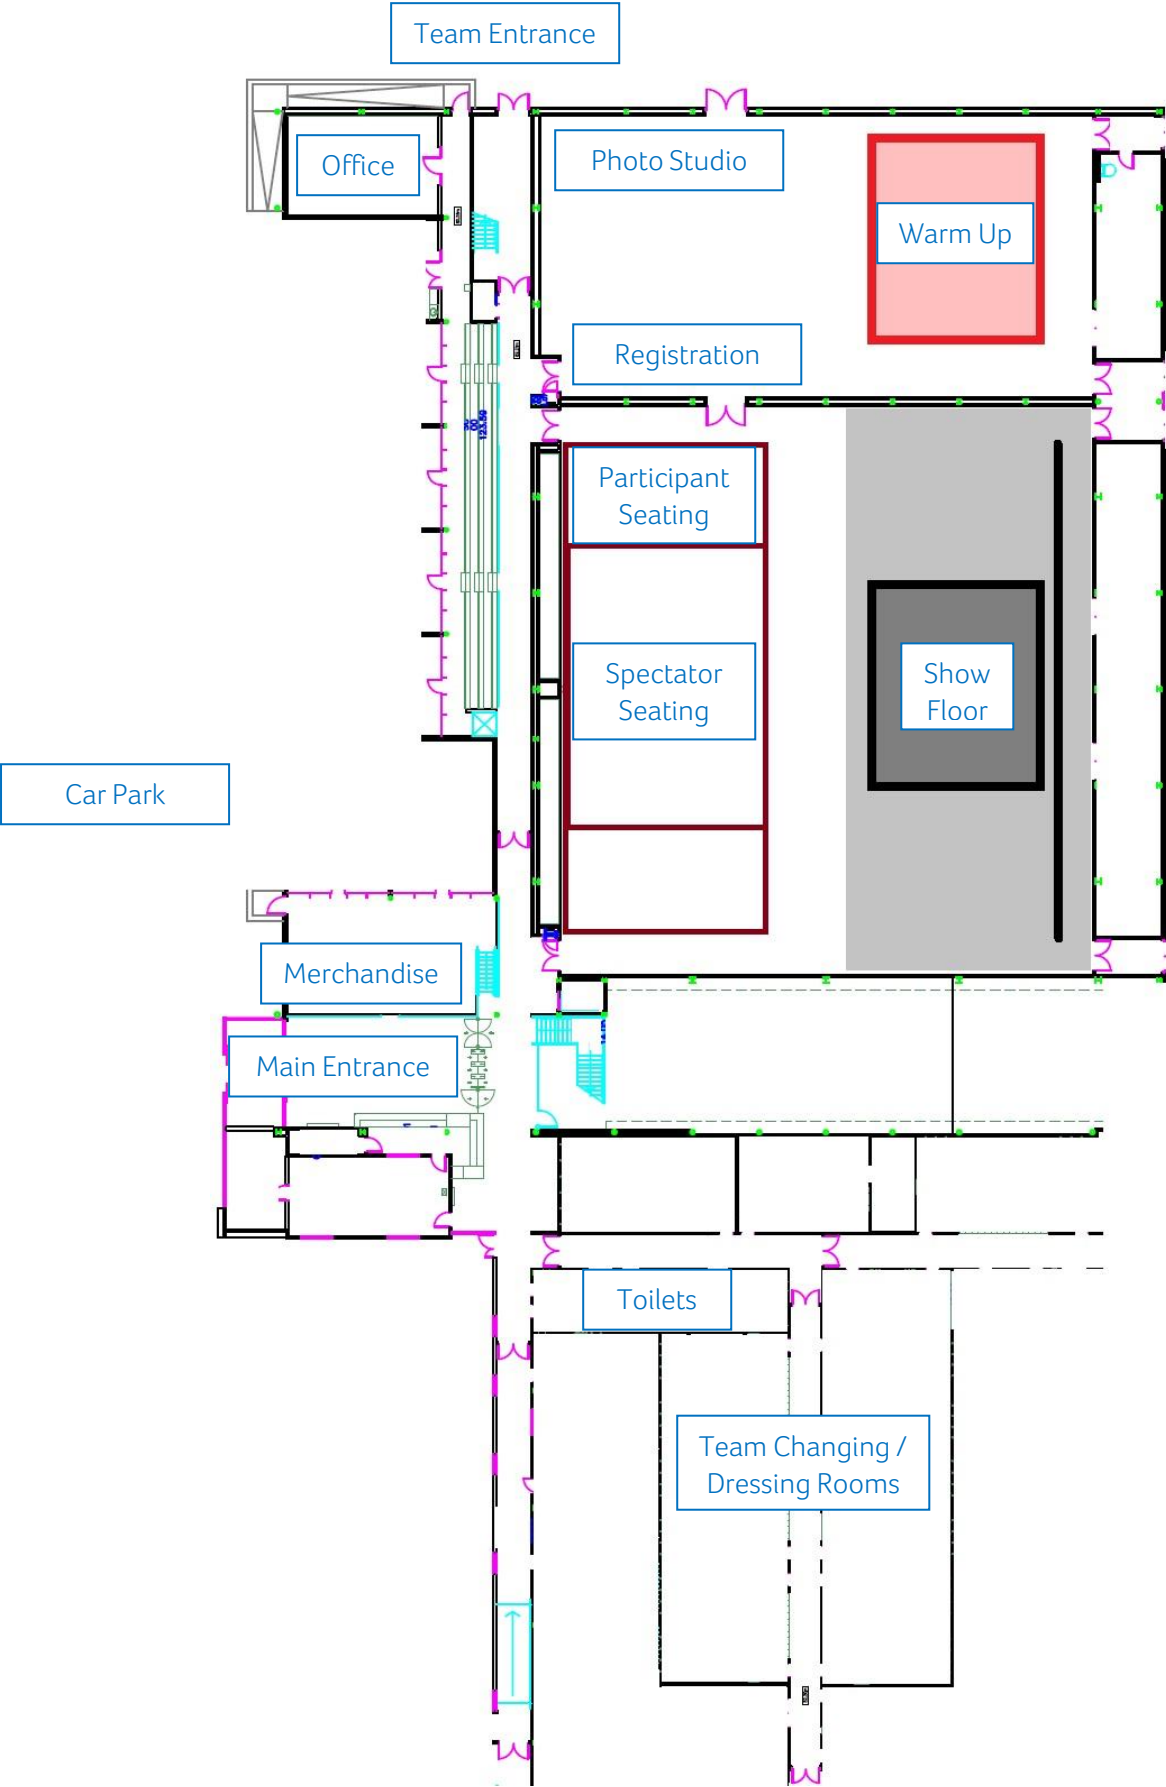 Team Entrance
Office
Photo Studio
Warm Up
Registration
Participant
Seating
Spectator
Seating
Show
Floor
Car Park
Merchandise
Main Entrance
Toilets
Team Changing /
Dressing Rooms